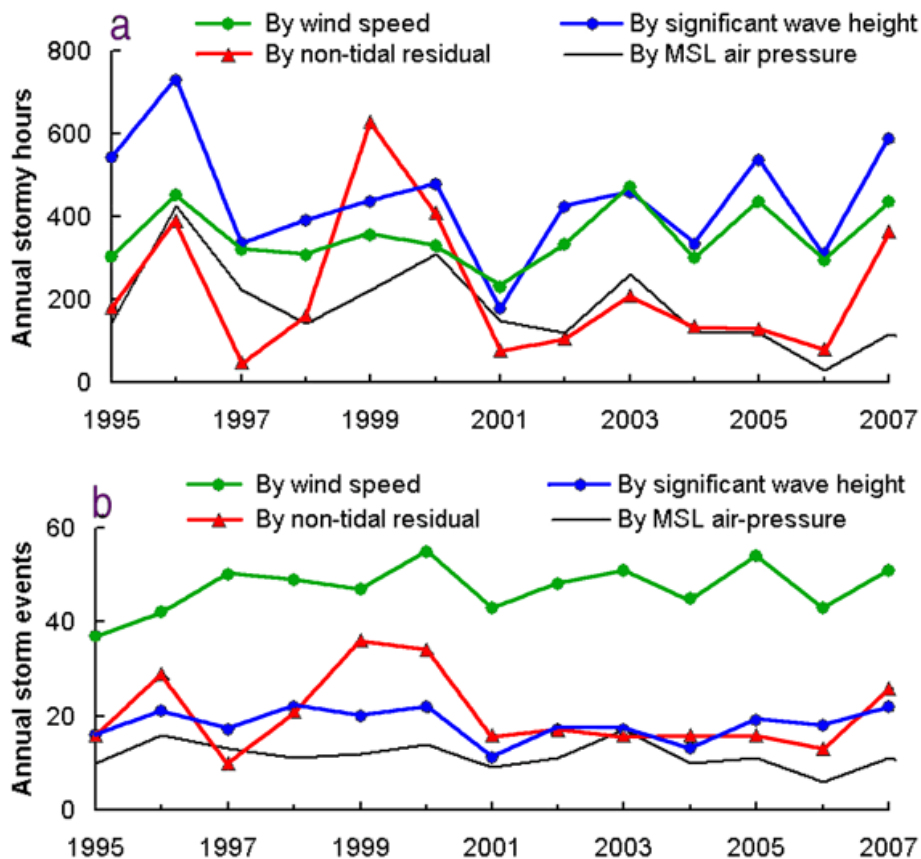 a
By wind speed By significant wave height
By non-tidal residual By MSL air pressure
Annual stormy hours
800
600
400
200
0
1995 1997 1999 2001 2003 2005 2007
b
By wind speed By significant wave height
By non-tidal residual By MSL air-pressure
Annual storm events
60
40
20
0
1995 1997 1999 2001 2003 2005 2007